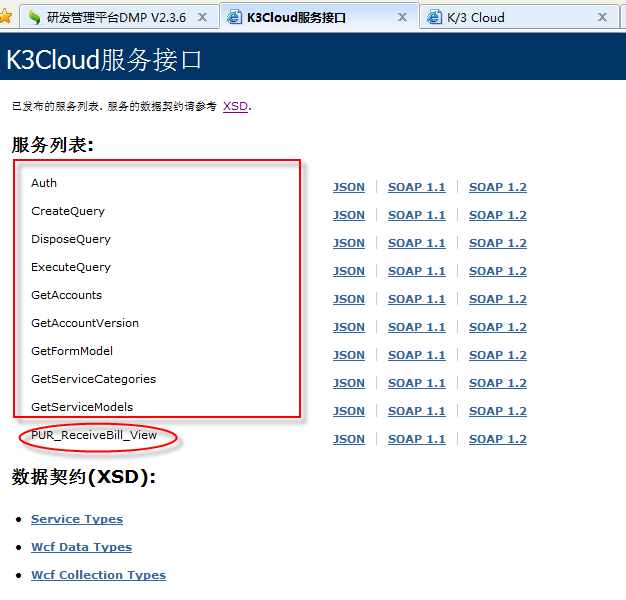 研发管理平台DMP V2.3.6 K3Cloud服务接口 K/3 Cloud
K3Cloud服务接口
已发布的服务列表. 服务的数据契约请参考 XSD.
服务列表:
Auth JSON | SOAP 1.1 | SOAP 1.2
CreateQuery JSON | SOAP 1.1 | SOAP 1.2
DisposeQuery JSON | SOAP 1.1 | SOAP 1.2
ExecuteQuery JSON | SOAP 1.1 | SOAP 1.2
GetAccounts JSON | SOAP 1.1 | SOAP 1.2
GetAccountVersion JSON | SOAP 1.1 | SOAP 1.2
GetFormModel JSON | SOAP 1.1 | SOAP 1.2
GetServiceCategories JSON | SOAP 1.1 | SOAP 1.2
GetServiceModels JSON | SOAP 1.1 | SOAP 1.2
PUR_ReceiveBill_View JSON | SOAP 1.1 | SOAP 1.2
数据契约(XSD):
Service Types
Wcf Data Types
Wcf Collection Types